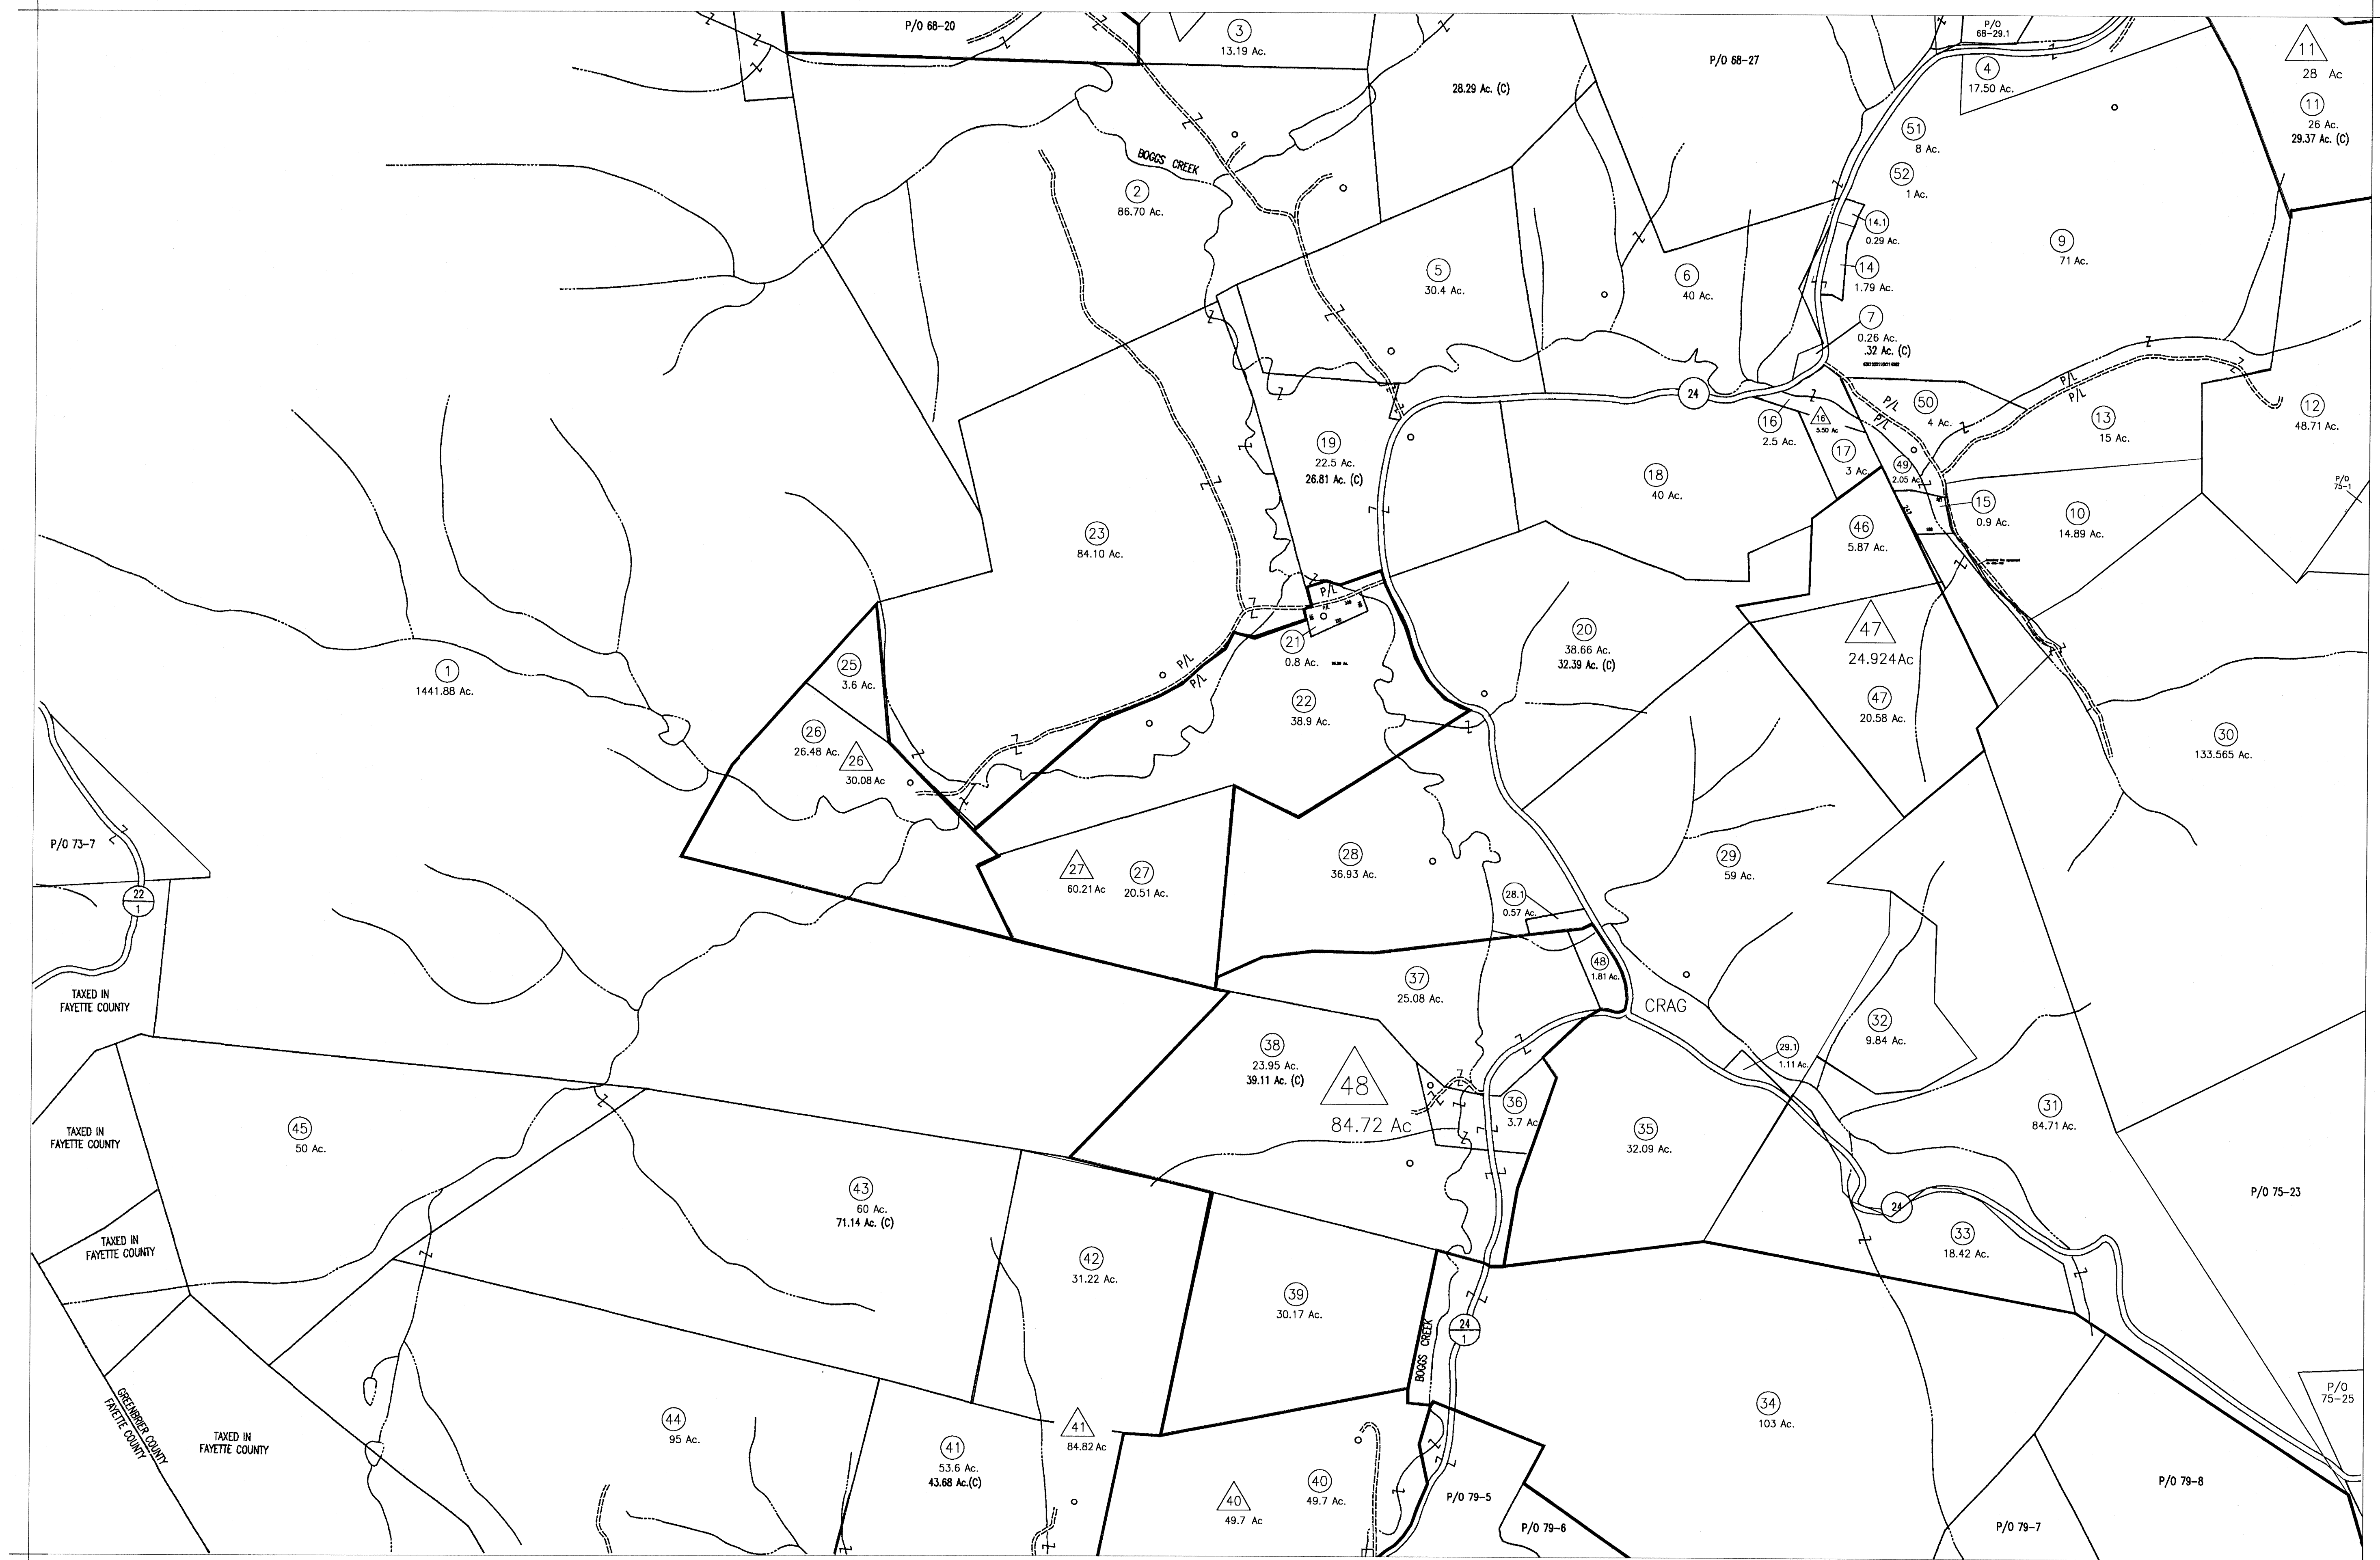 P/O 68-20
3
13.19 Ac.
28.29 Ac. (C)
P/O 68-27
P/O
68-29.1
4
17.50 Ac.
11
28 Ac
11
26 Ac.
29.37 Ac. (C)
51
8 Ac.
52
1 Ac.
BOGGS CREEK
2
86.70 Ac.
14.1
0.29 Ac.
14
1.79 Ac.
9
71 Ac.
5
30.4 Ac.
6
40 Ac.
7
0.26 Ac.
.32 Ac. (C)
24
P/L
P/L
P/L
P/L
50
4 Ac.
13
15 Ac.
12
48.71 Ac.
16
2.5 Ac.
16
5.50 Ac
17
3 Ac.
49
2.05 Ac.
19
22.5 Ac.
26.81 Ac. (C)
18
40 Ac.
P/O
75-1
15
0.9 Ac.
10
14.89 Ac.
46
5.87 Ac.
23
84.10 Ac.
P/L
21
0.8 Ac.
20
38.66 Ac.
32.39 Ac. (C)
47
24.924Ac
47
20.58 Ac.
1
1441.88 Ac.
25
3.6 Ac.
P/L
P/L
22
38.9 Ac.
26
26.48 Ac.
26
30.08 Ac
30
133.565 Ac.
P/O 73-7
22
1
27
60.21 Ac
27
20.51 Ac.
28
36.93 Ac.
29
59 Ac.
28.1
0.57 Ac.
48
1.81 Ac.
37
25.08 Ac.
TAXED IN
FAYETTE COUNTY
CRAG
32
9.84 Ac.
38
23.95 Ac.
39.11 Ac. (C)
48
84.72 Ac
29.1
1.11 Ac.
36
3.7 Ac
35
32.09 Ac.
31
84.71 Ac.
TAXED IN
FAYETTE COUNTY
45
50 Ac.
43
60 Ac.
71.14 Ac. (C)
P/O 75-23
24
33
18.42 Ac.
TAXED IN
FAYETTE COUNTY
42
31.22 Ac.
39
30.17 Ac.
BOGGS CREEK
24
1
P/O
75-25
GREENBRIER COUNTY
FAYETTE COUNTY
TAXED IN
FAYETTE COUNTY
44
95 Ac.
41
53.6 Ac.
43.68 Ac.(C)
41
84.82 Ac
34
103 Ac.
40
49.7 Ac
40
49.7 Ac.
P/O 79-5
P/O 79-6
P/O 79-7
P/O 79-8